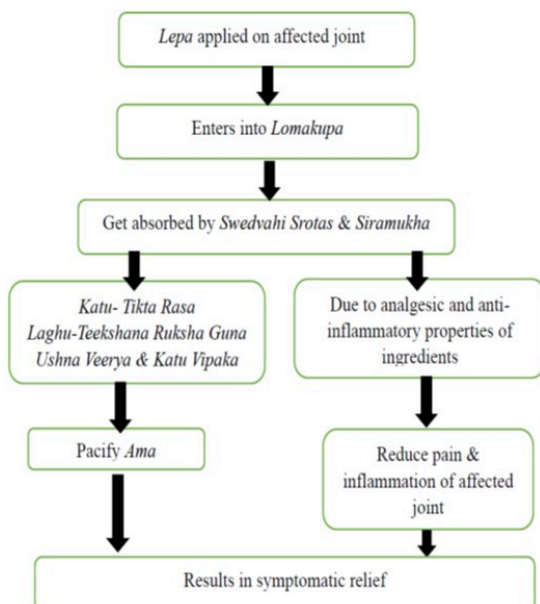 Lepa applied on affected joint
Enters into Lomakupa
Get absorbed by Swedvahi Srotas & Siramukha
Katu- Tikta Rasa
Laghu-Teekshana Ruksha Guna
Ushna Veerya & Katu Vipaka
Due to analgesic and anti-
inflammatory properties of
ingredients
Pacify Ama
Reduce pain &
inflammation of affected
joint
Results in symptomatic relief